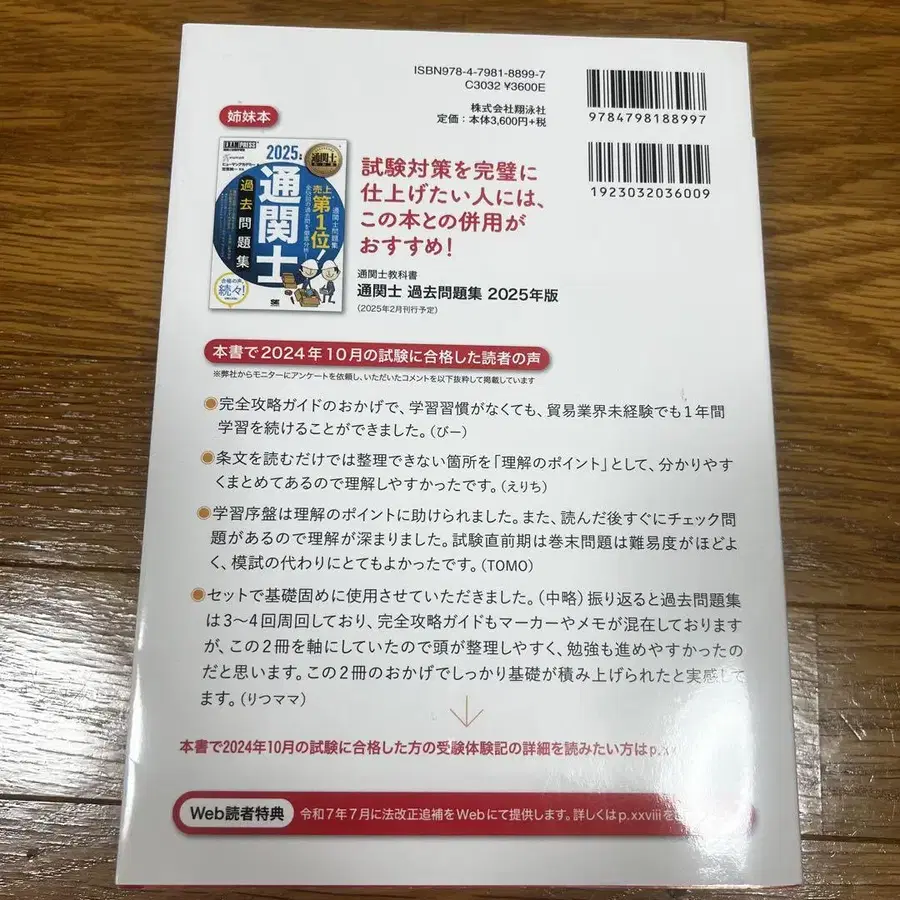 ISBN978-4-7981-8899-7
C3032 ¥3600E
株式会社翔泳社
定価：本体3,600円+税
9784798188997
1923032036009
姉妹本
2025年版
通関士
過去問題集
通関士問題集
売上第1位!
合格の声、
続々!
試験対策を完璧に
仕上げたい人には、
この本との併用が
おすすめ!
通関士教科書
通関士 過去問題集 2025年版
(2025年2月刊行予定)
本書で2024年10月の試験に合格した読者の声
※弊社からモニターにアンケートを依頼し、いただいたコメントを以下抜粋して掲載しています
●完全攻略ガイドのおかげで、学習習慣がなくても、貿易業界未経験でも1年間
学習を続けることができました。(びー)
●条文を読むだけでは整理できない箇所を「理解のポイント」として、分かりやす
くまとめてあるので理解しやすかったです。(えりち)
●学習序盤は理解のポイントに助けられました。また、読んだ後すぐにチェック問
題があるので理解が深まりました。試験直前期は巻末問題は難易度がほどよ
く、模試の代わりにとてもよかったです。(TOMO)
●セットで基礎固めに使用させていただきました。(中略)振り返ると過去問題集
は3〜4回周回しており、完全攻略ガイドもマーカーやメモが混在しております
が、この2冊を軸にしていたので頭が整理しやすく、勉強も進めやすかったの
だと思います。この2冊のおかげでしっかり基礎が積み上げられたと実感して
ます。(りつママ)
本書で2024年10月の試験に合格した方の受験体験記の詳細を読みたい方はp.xx
Web読者特典
令和7年7月に法改正追補をWebにて提供します。詳しくはp.xxviiiを